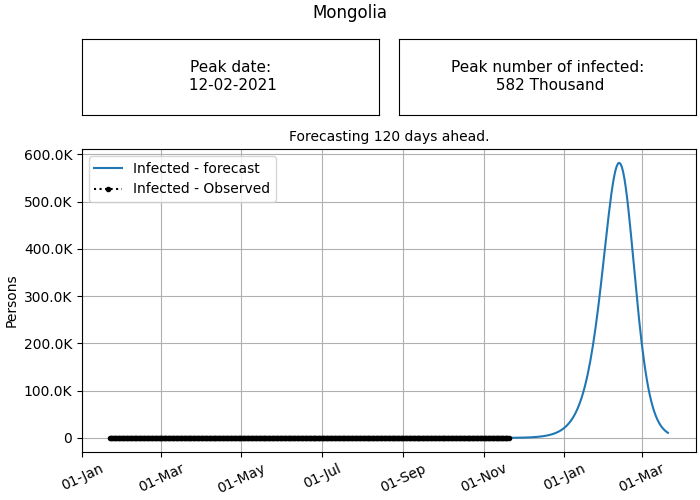 Mongolia
Peak date:
12-02-2021
Peak number of infected:
582 Thousand
Forecasting 120 days ahead.
Infected - forecast
Infected - Observed
Persons
600.0K
500.0K
400.0K
300.0K
200.0K
100.0K
0
01-Jan
01-Mar
01-May
01-Jul
01-Sep
01-Nov
01-Jan
01-Mar